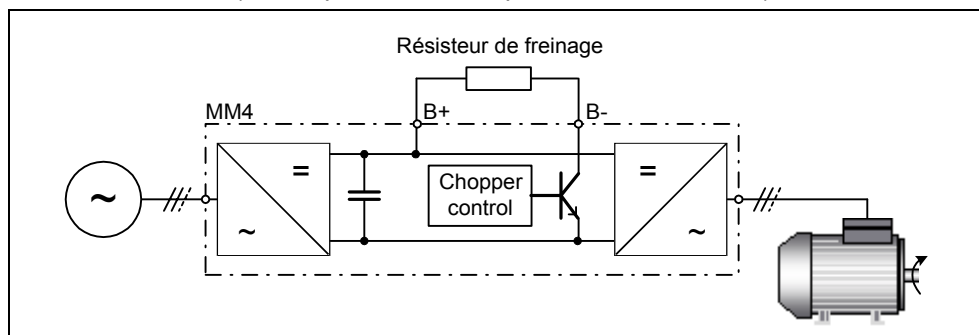 Résisteur de freinage
MM4
B+
B-
=
=
Chopper
control
~
~
~